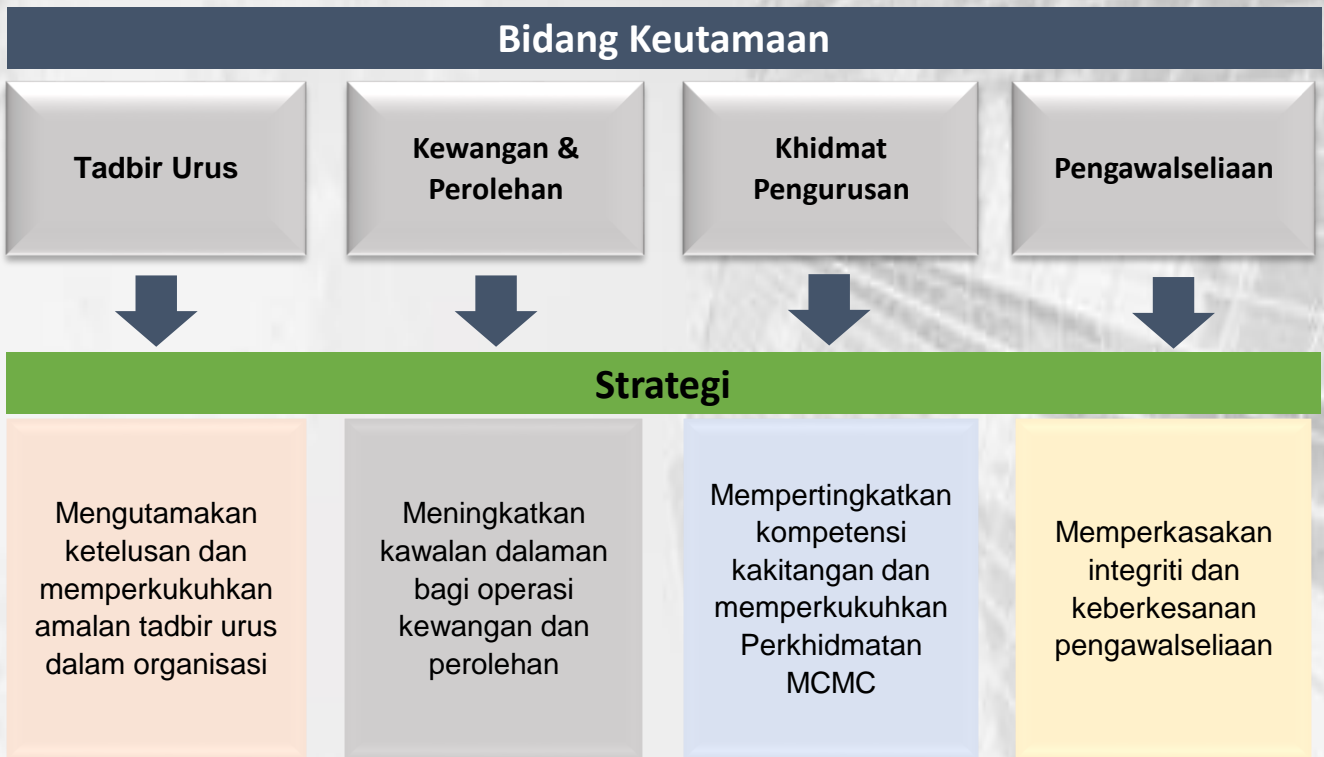 Bidang Keutamaan
Tadbir Urus
Kewangan &
Perolehan
Khidmat
Pengurusan
Pengawalseliaan
Strategi
Mengutamakan
ketelusan dan
memperkukuhkan
amalan tadbir urus
dalam organisasi
Meningkatkan
kawalan dalaman
bagi operasi
kewangan dan
perolehan
Mempertingkatkan
kompetensi
kakitangan dan
memperkukuhkan
Perkhidmatan
MCMC
Memperkasakan
integriti dan
keberkesanan
pengawalseliaan